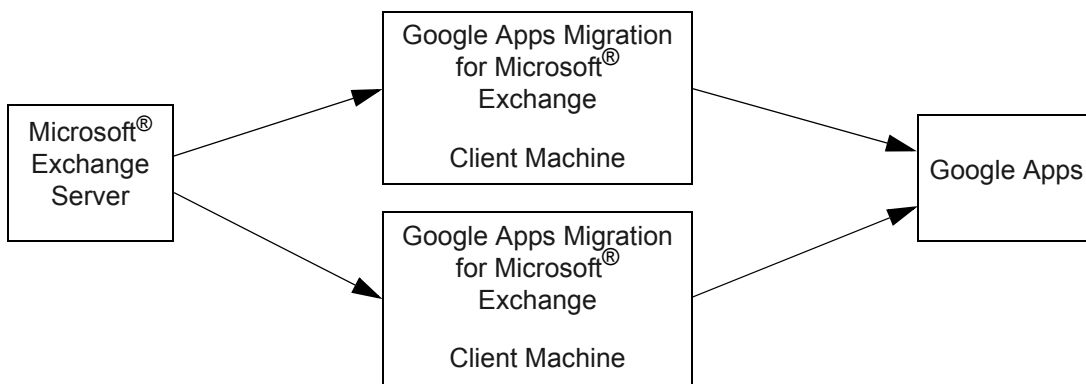 Microsoft®
Exchange
Server
Google Apps Migration
for Microsoft®
Exchange
Client Machine
Google Apps Migration
for Microsoft®
Exchange
Client Machine
Google Apps